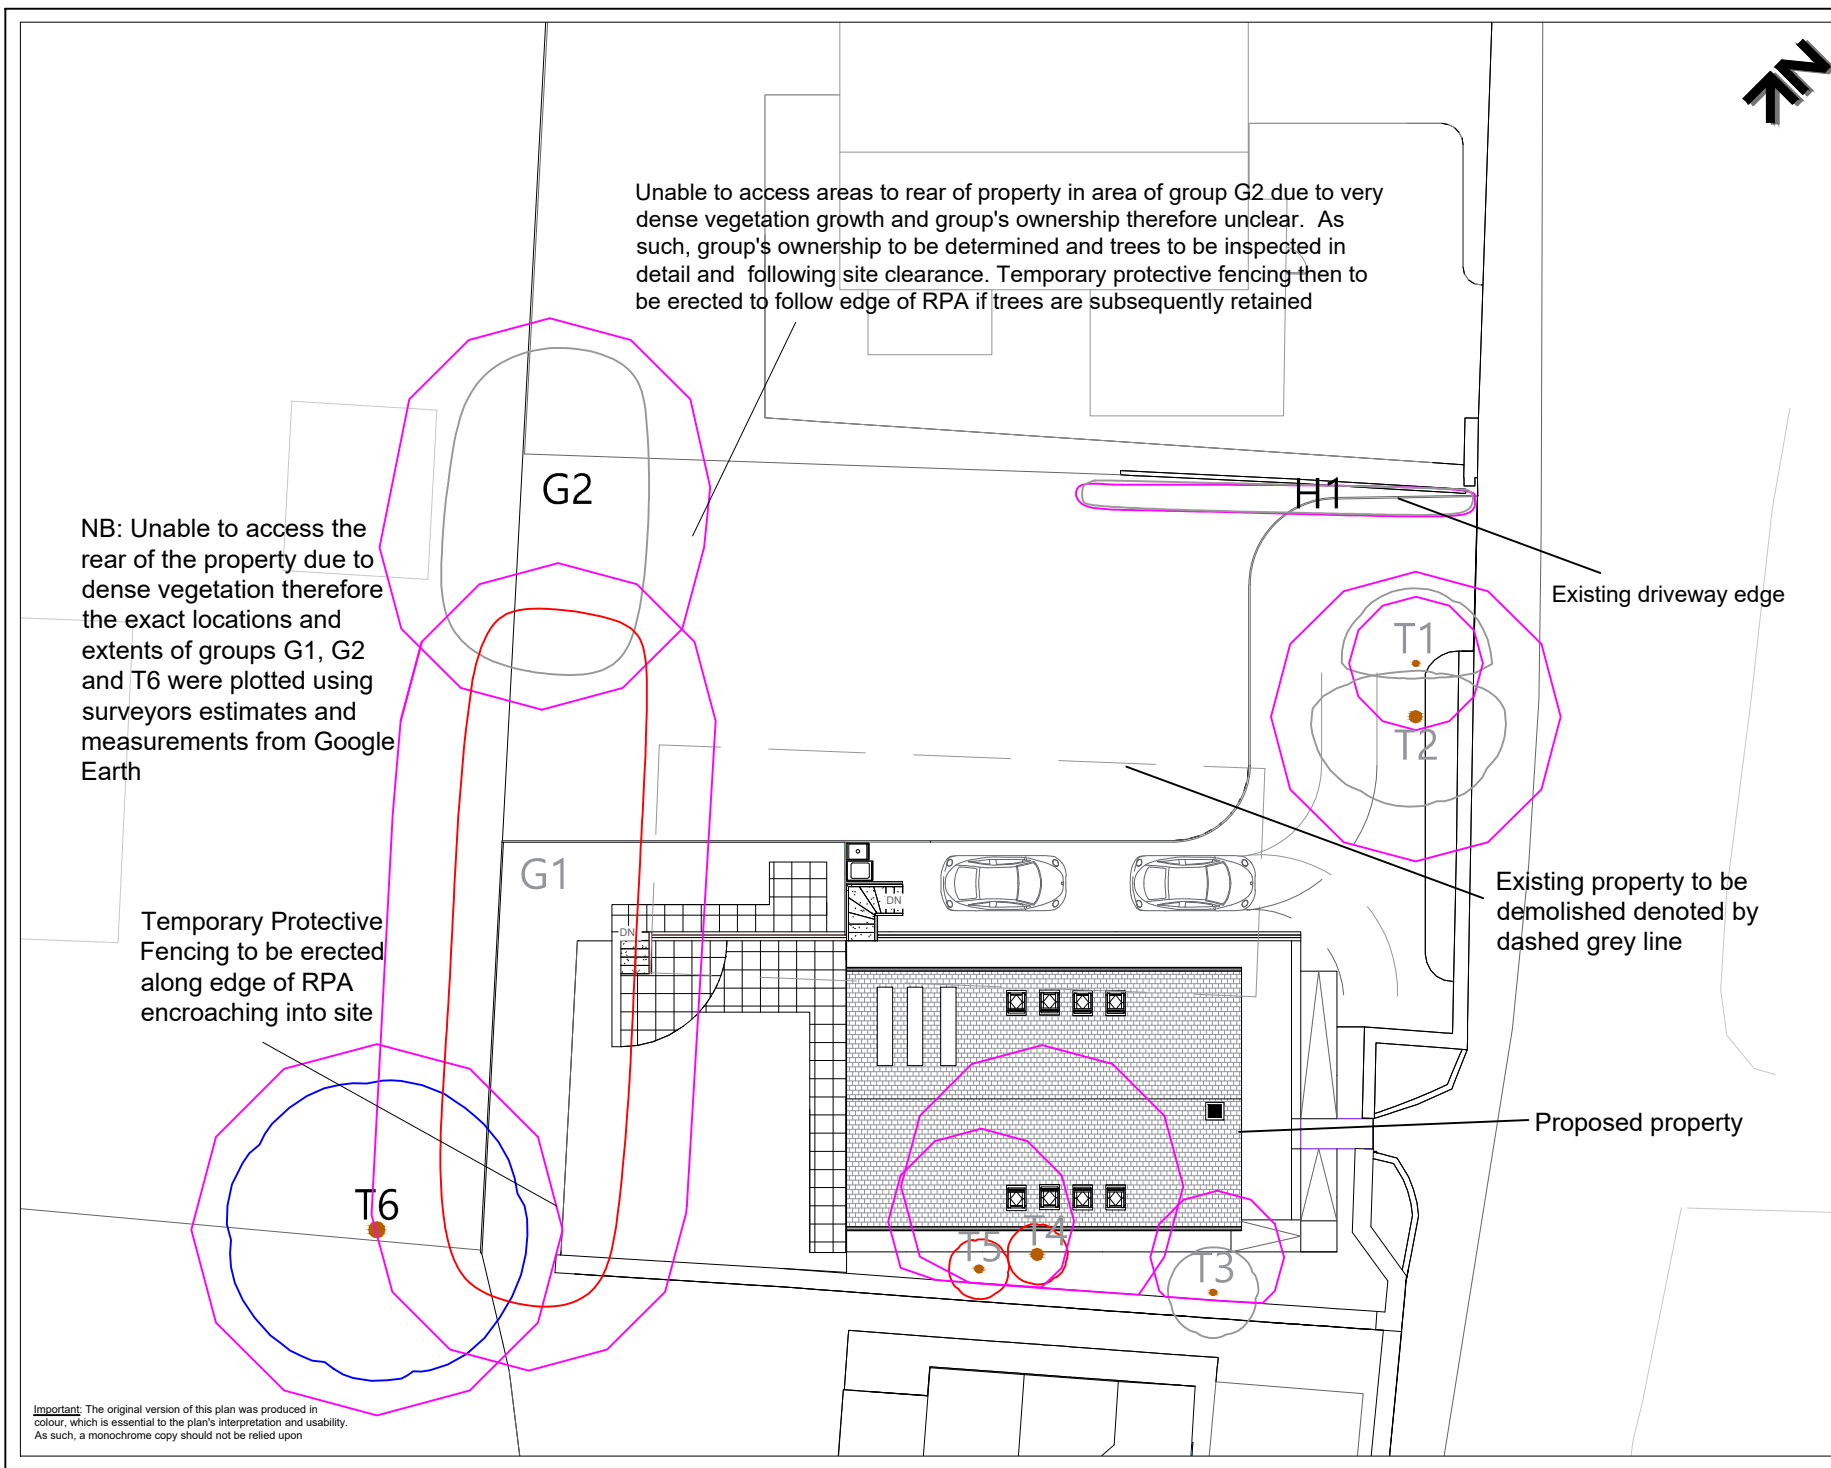 N
Unable to access areas to rear of property in area of group G2 due to very
dense vegetation growth and group's ownership therefore unclear. As
such, group's ownership to be determined and trees to be inspected in
detail and following site clearance. Temporary protective fencing then to
be erected to follow edge of RPA if trees are subsequently retained
G2
H1
NB: Unable to access the
rear of the property due to
dense vegetation therefore
the exact locations and
extents of groups G1, G2
and T6 were plotted using
surveyors estimates and
measurements from Google
Earth
Existing driveway edge
T1
T2
G1
DN
DN
Existing property to be
demolished denoted by
dashed grey line
Temporary Protective
Fencing to be erected
along edge of RPA
encroaching into site
Proposed property
T6
T5
T4
T3
Important: The original version of this plan was produced in
colour, which is essential to the plan's interpretation and usability.
As such, a monochrome copy should not be relied upon